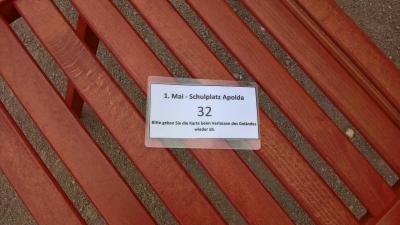 1. Mai - Schulplatz Apolda
32
Bitte geben Sie die Karte beim Verlassen des Geländes
wieder ab.